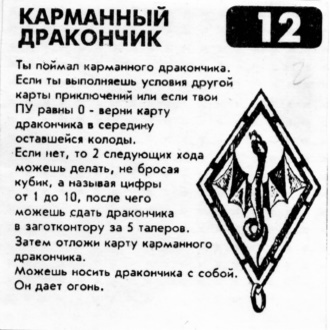 КАРМАННЫЙ
ДРАКОНЧИК
12
Ты поймал карманного дракончика.
Если ты выполняешь условия другой
карты приключений или если твои
ПУ равны 0 - верни карту
дракончика в середину
оставшейся колоды.
Если нет, то 2 следующих хода
можешь делать, не бросая
кубик, а называя цифры
от 1 до 10, после чего
можешь сдать дракончика
в заготконтору за 5 талеров.
Затем отложи карту карманного
дракончика.
Можешь носить дракончика с собой.
Он дает огонь.
2